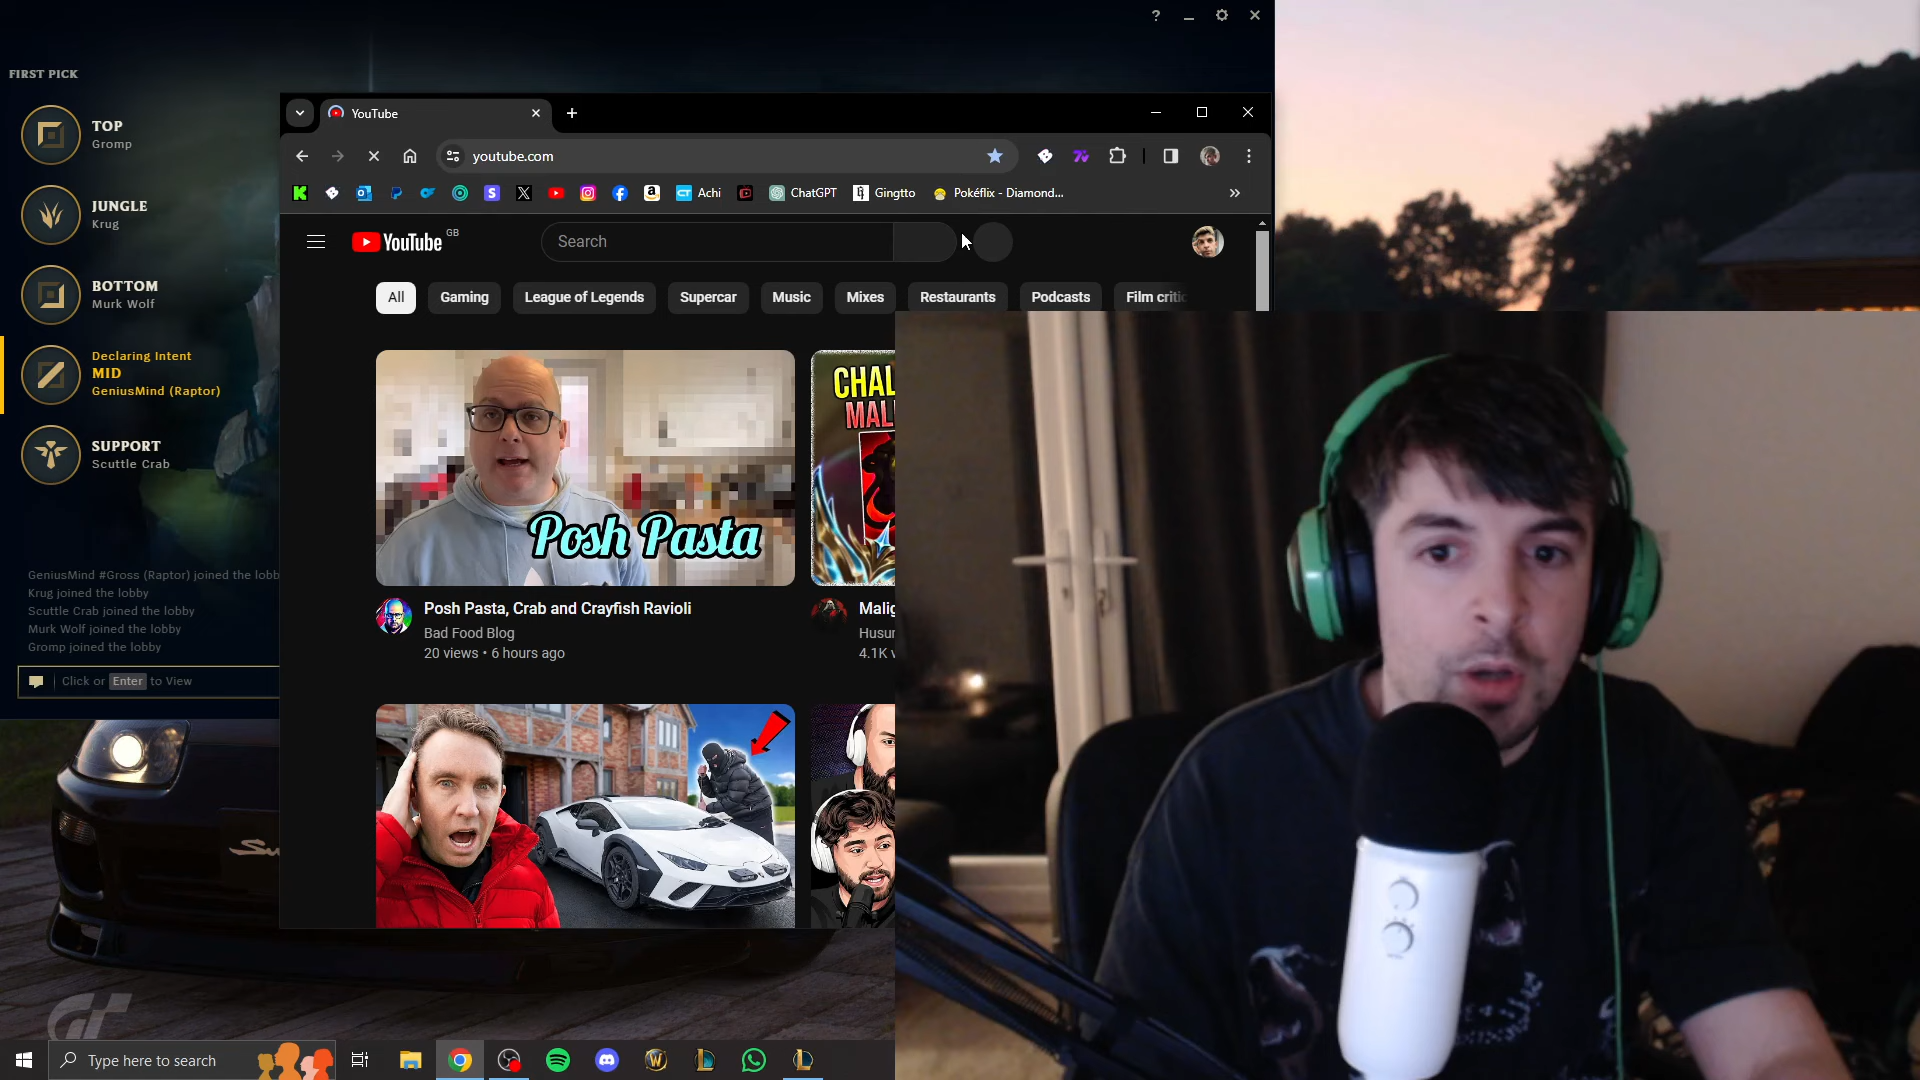 FIRST PICK
TOP
Gromp
JUNGLE
Krug
BOTTOM
Murk Wolf
Declaring Intent
MID
GeniusMind (Raptor)
SUPPORT
Scuttle Crab
GeniusMind #Gross (Raptor) joined the lobb
Krug joined the lobby
Scuttle Crab joined the lobby
Murk Wolf joined the lobby
Gromp joined the lobby
Click or Enter to View
YouTube
youtube.com
Achi
ChatGPT
Gingtto
Pokéflix - Diamond...
YouTube GB
Search
All
Gaming
League of Legends
Supercar
Music
Mixes
Restaurants
Podcasts
Film critic
Posh Pasta
Posh Pasta, Crab and Crayfish Ravioli
Bad Food Blog
20 views • 6 hours ago
CHAL
MAL
Malig
Husur
4.1K v
GT
Type here to search